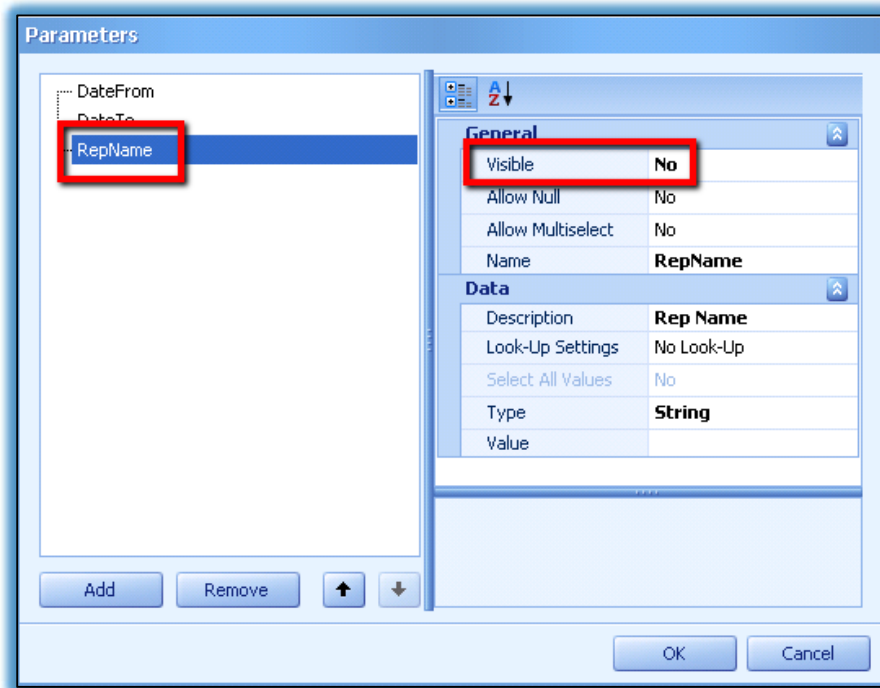 Parameters
DateFrom
DateTo
RepName
General
Visible No
Allow Null No
Allow Multiselect No
Name RepName
Data
Description Rep Name
Look-Up Settings No Look-Up
Select All Values No
Type String
Value
Add Remove
OK Cancel